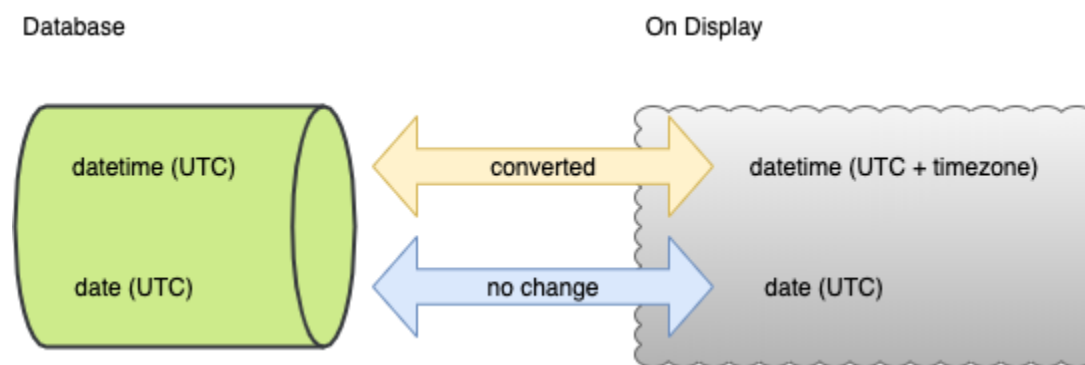 Database
On Display
datetime (UTC)
converted
datetime (UTC + timezone)
date (UTC)
no change
date (UTC)